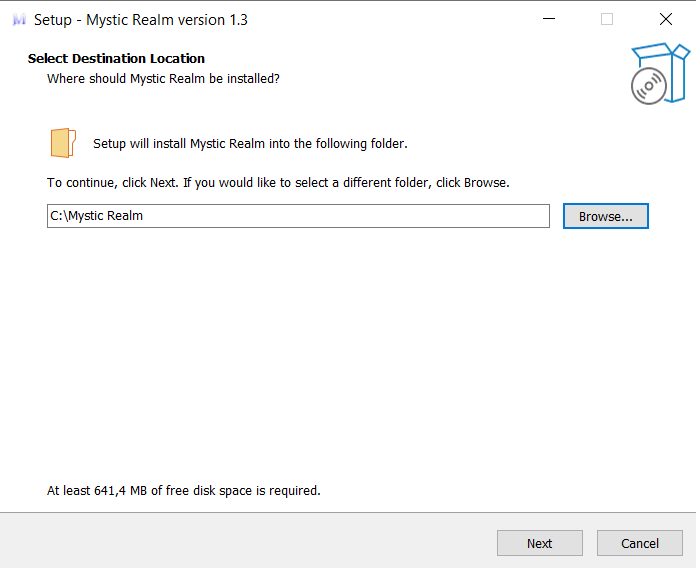 Setup - Mystic Realm version 1.3
Select Destination Location
Where should Mystic Realm be installed?
Setup will install Mystic Realm into the following folder.
To continue, click Next. If you would like to select a different folder, click Browse.
C:\Mystic Realm
Browse...
At least 641,4 MB of free disk space is required.
Next
Cancel